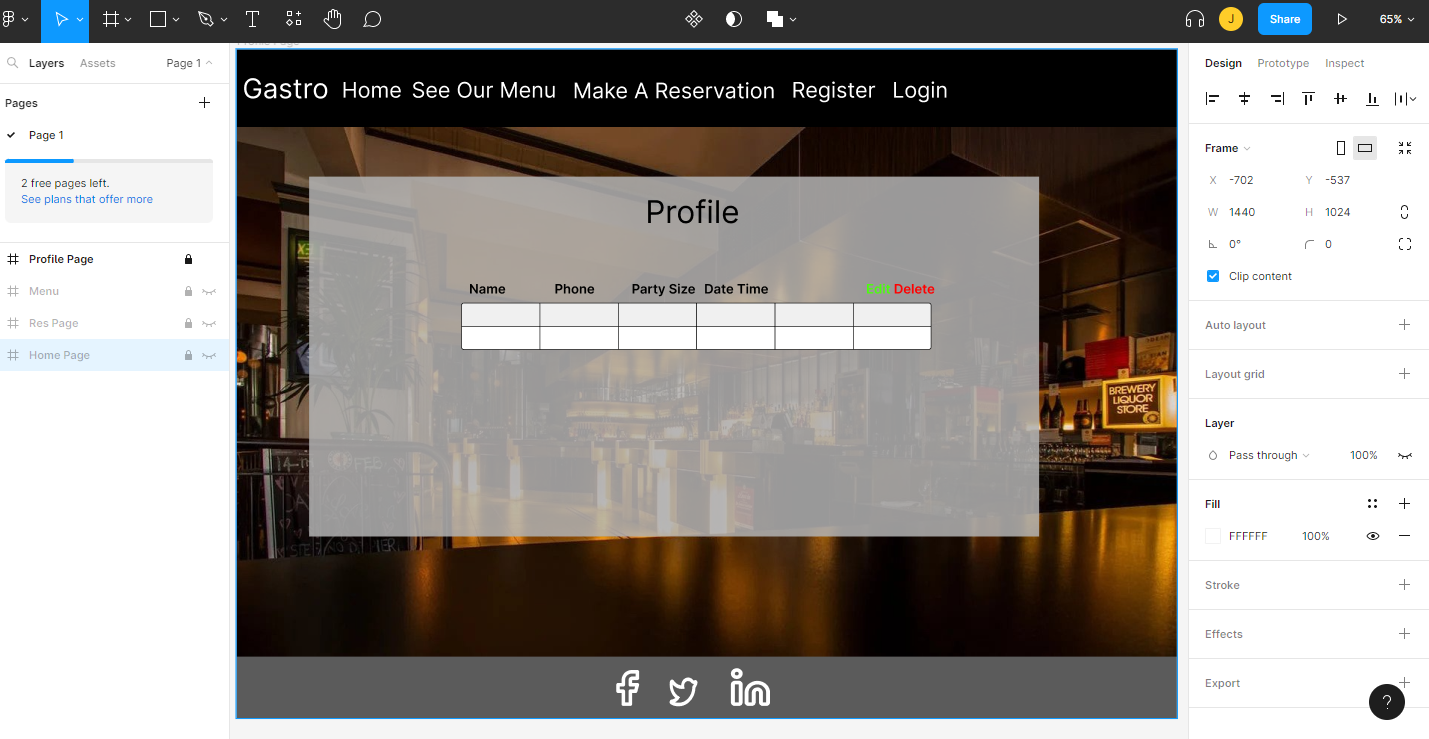 J
Share
65%
Layers
Assets
Page 1
Pages
Page 1
2 free pages left.
See plans that offer more
Profile Page
Menu
Res Page
Home Page
Profile Page
Gastro Home See Our Menu Make A Reservation Register Login
Profile
Name Phone Party Size Date Time Edit Delete
BREWERY
LIQUOR
STORE
Design Prototype Inspect
Frame
X -702 Y -537
W 1440 H 1024
0° 0
Clip content
Auto layout
Layout grid
Layer
Pass through 100%
Fill
FFFFFF 100%
Stroke
Effects
Export
?